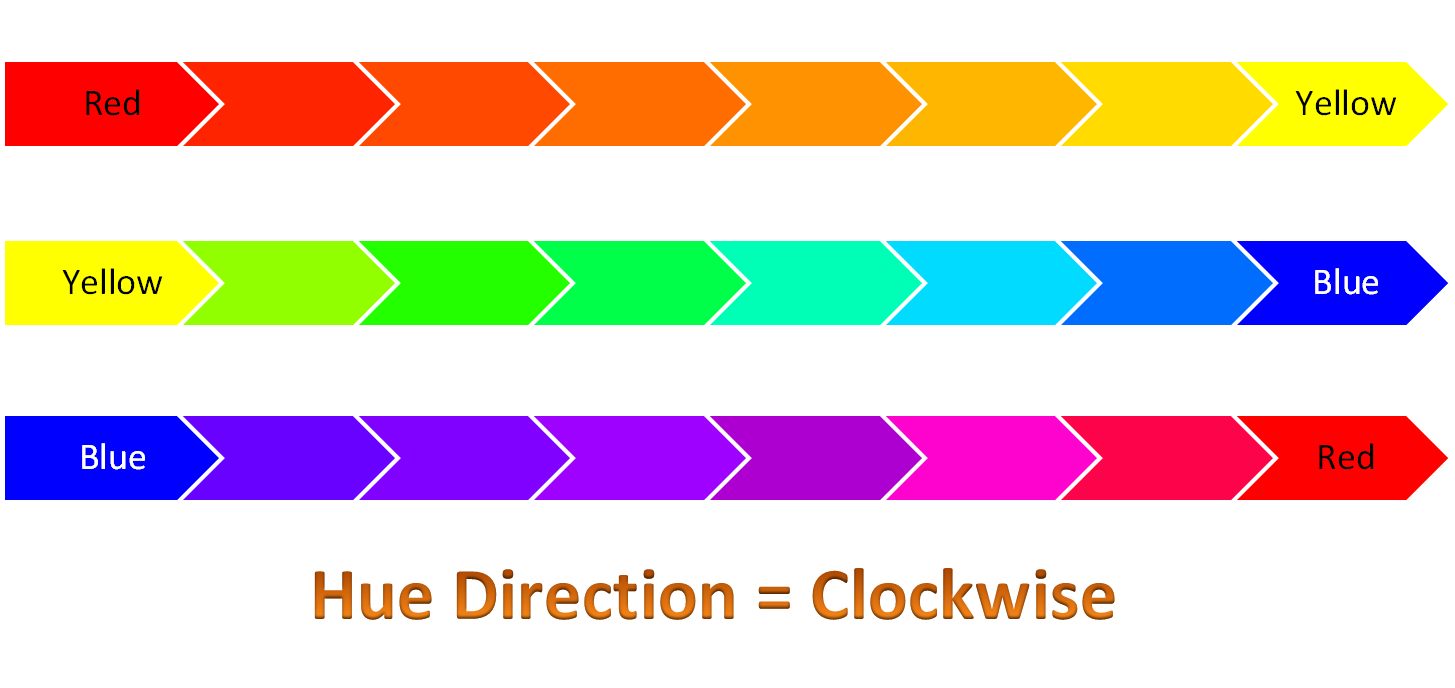 Red Yellow
Yellow Blue
Blue Red
Hue Direction = Clockwise